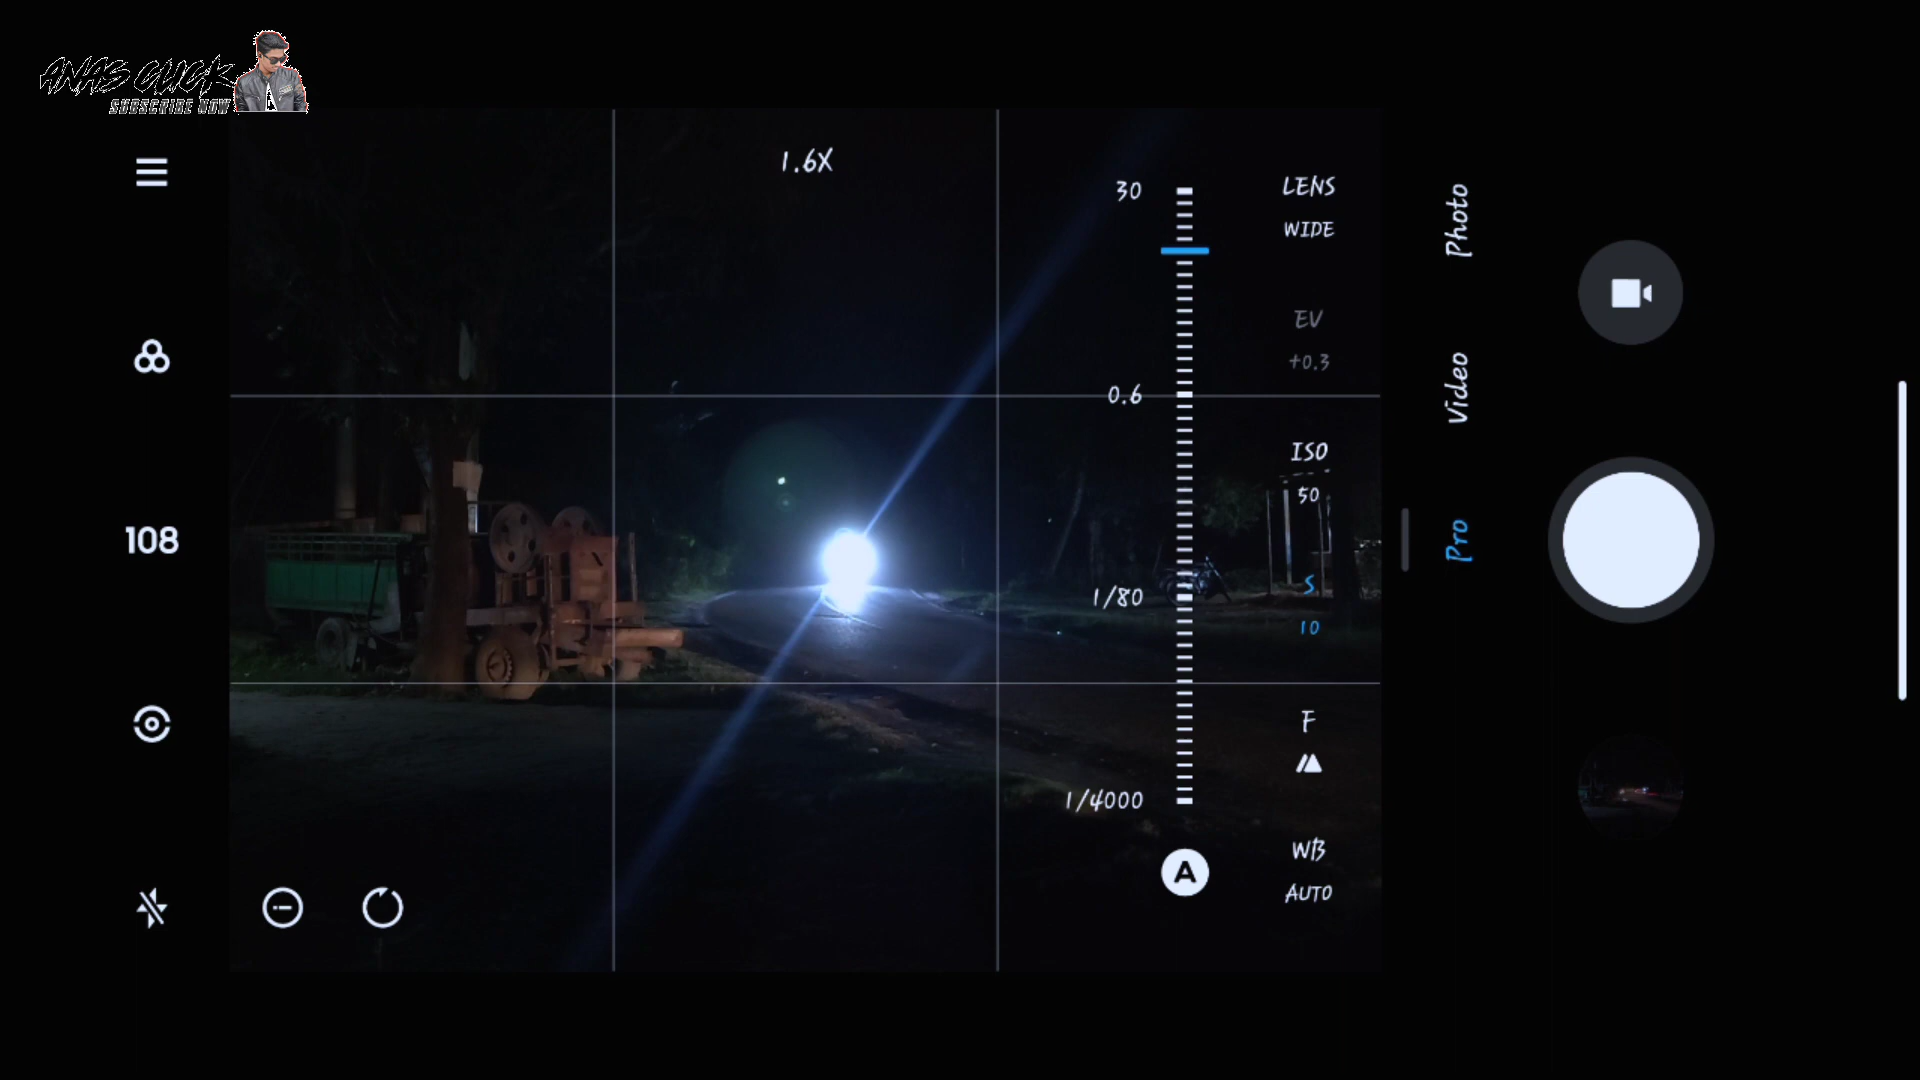 ANAS CLICK
SUBSCRIBE NOW
1.6X
30
0.6
1/80
1/4000
A
LENS
WIDE
EV
+0.3
ISO
50
S
10
F
WB
AUTO
Photo
Video
Pro
108